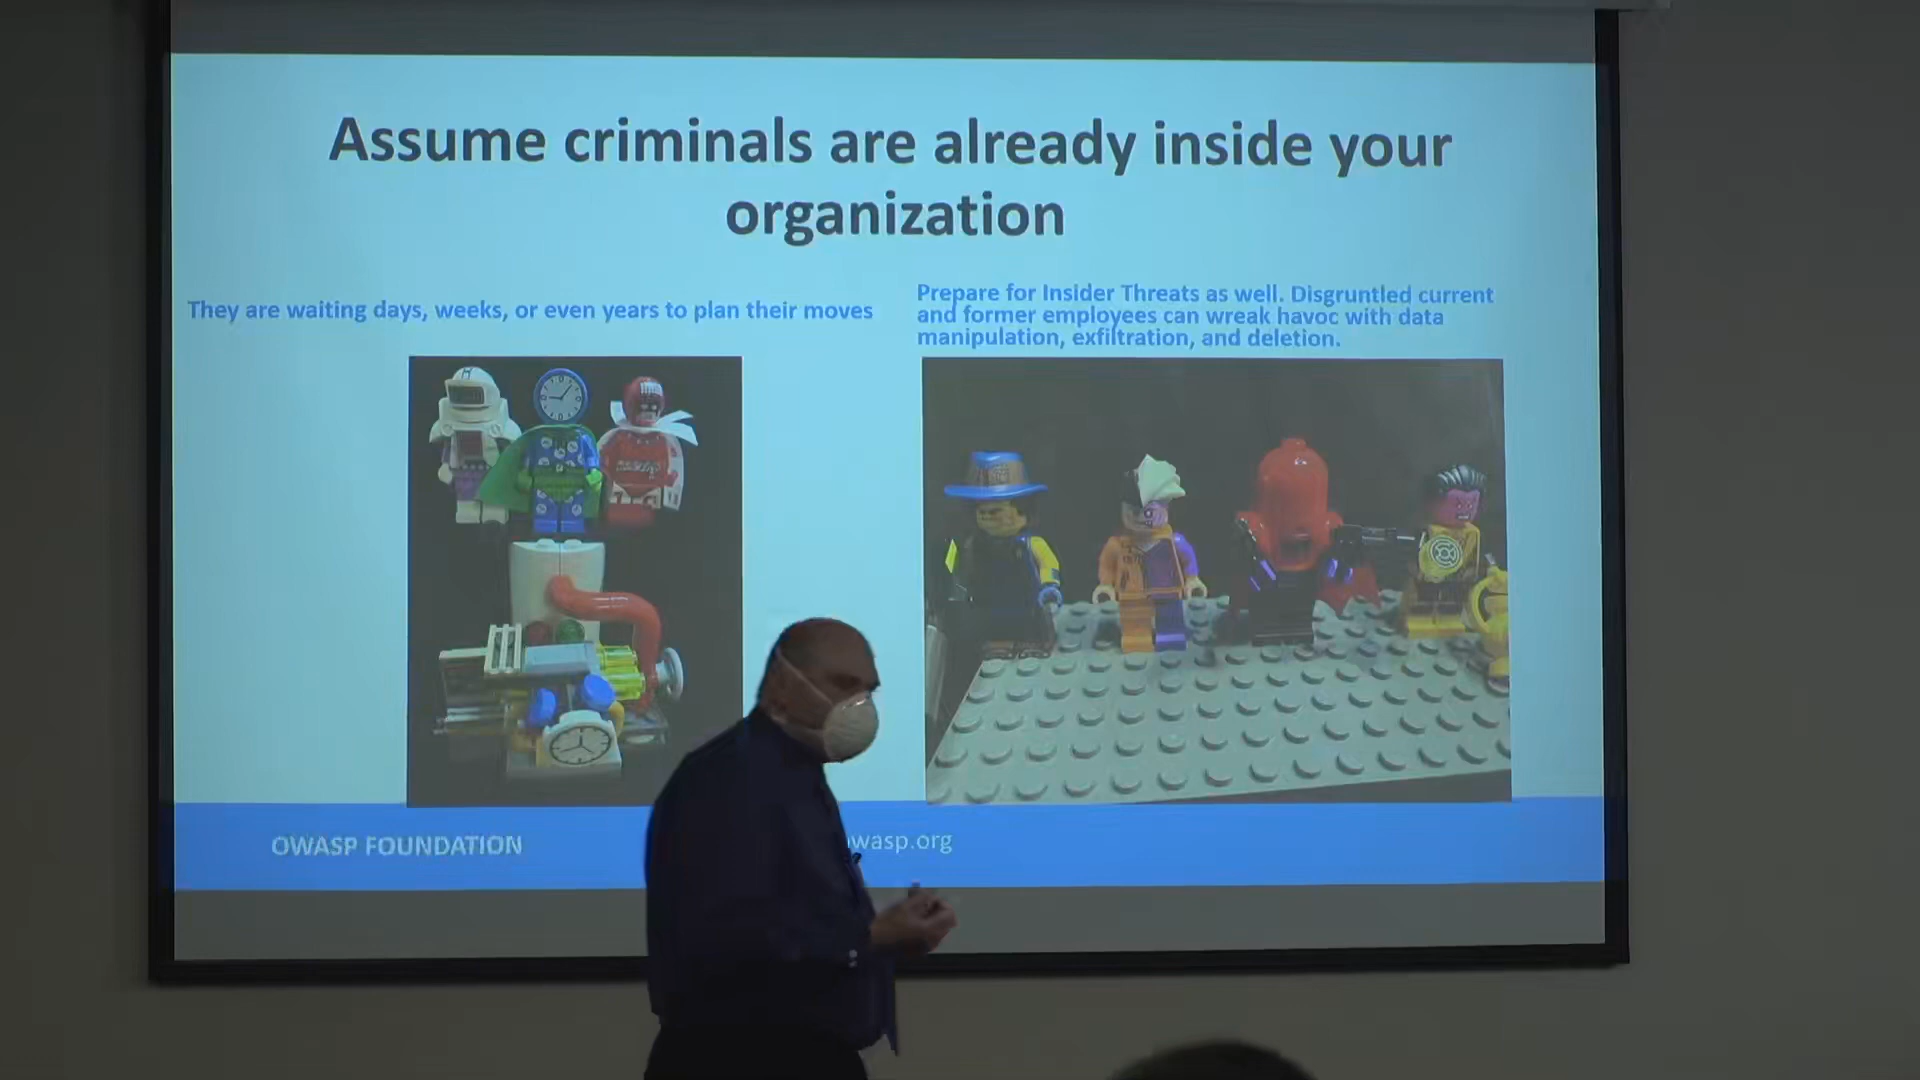 Assume criminals are already inside your
organization
They are waiting days, weeks, or even years to plan their moves
Prepare for Insider Threats as well. Disgruntled current
and former employees can wreak havoc with data
manipulation, exfiltration, and deletion.
OWASP FOUNDATION
owasp.org